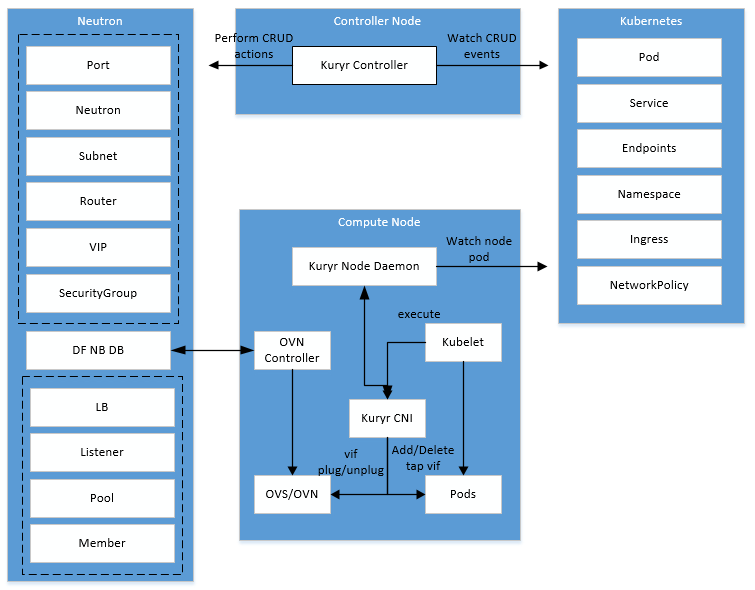 Neutron
Port
Neutron
Subnet
Router
VIP
SecurityGroup
DF NB DB
LB
Listener
Pool
Member
Controller Node
Perform CRUD
actions
Kuryr Controller
Watch CRUD
events
Compute Node
Kuryr Node Daemon
Watch node
pod
execute
OVN
Controller
Kubelet
Kuryr CNI
vif
plug/unplug
Add/Delete
tap vif
OVS/OVN
Pods
Kubernetes
Pod
Service
Endpoints
Namespace
Ingress
NetworkPolicy